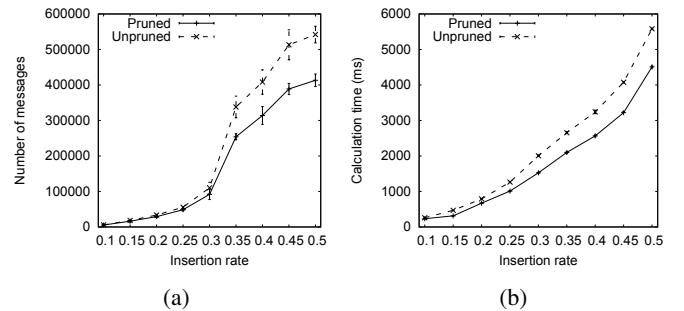 Number of messages
600000
500000
400000
300000
200000
100000
0
Pruned
Unpruned
0.1 0.15 0.2 0.25 0.3 0.35 0.4 0.45 0.5
Insertion rate
(a)
Calculation time (ms)
6000
5000
4000
3000
2000
1000
0
Pruned
Unpruned
0.1 0.15 0.2 0.25 0.3 0.35 0.4 0.45 0.5
Insertion rate
(b)